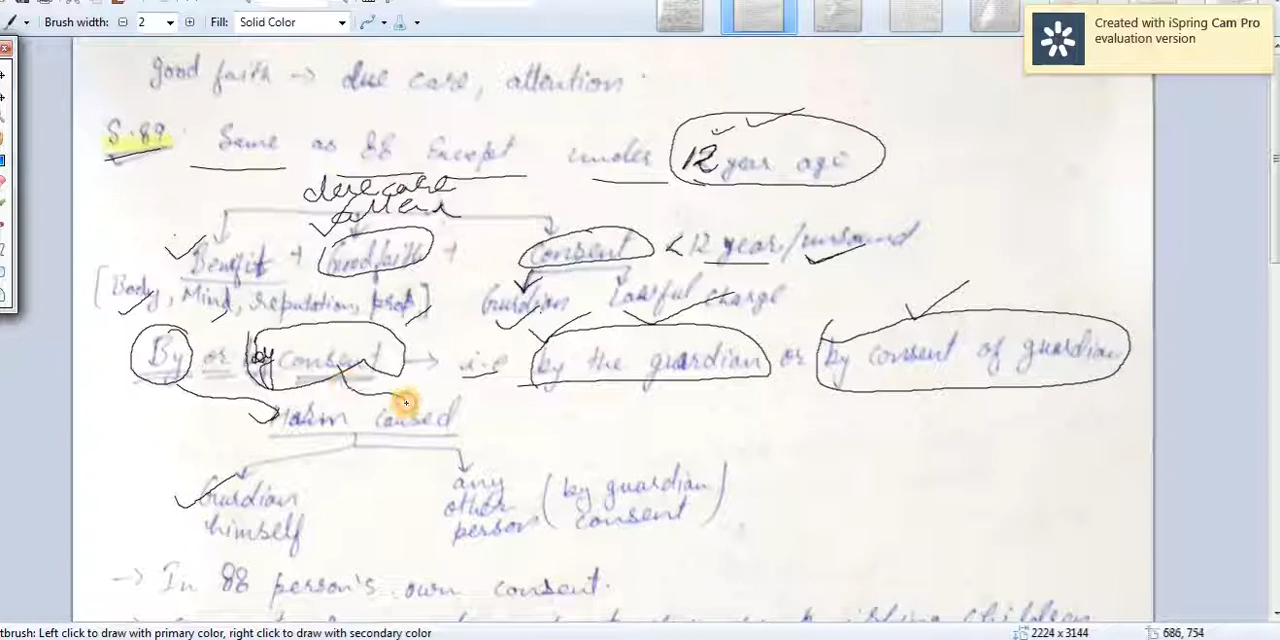 Brush width: 2 Fill: Solid Color
Created with iSpring Cam Pro
evaluation version
good faith → due care, attention
S.89 Same as 88 Except under 12 year age
due care
attend
Benefit + Good faith + Consent < 12 year/unsound
[Body, Mind, reputation, prop] Guardian Lawful charge
By or by consent → i.e by the guardian or by consent of guardian
Harm caused
Guardian himself
any other person (by guardian consent)
→ In 88 person's own consent.
children
tbrush: Left click to draw with primary color, right click to draw with secondary color 2224 x 3144 686, 754